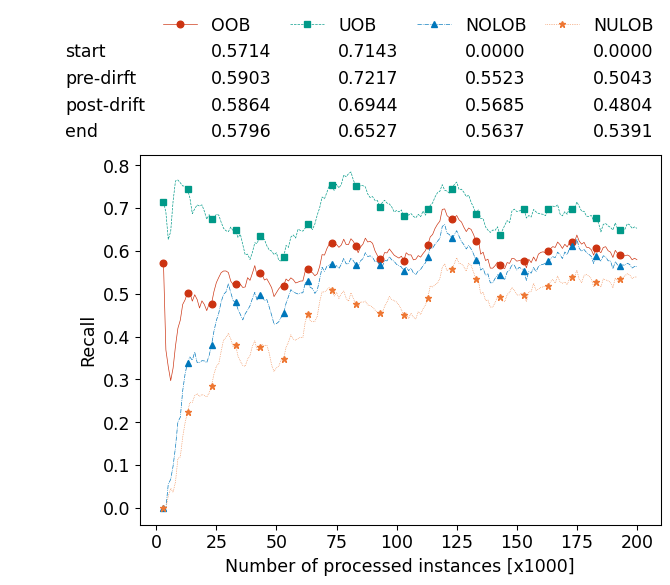 OOB UOB NOLOB NULOB
start 0.5714 0.7143 0.0000 0.0000
pre-dirft 0.5903 0.7217 0.5523 0.5043
post-drift 0.5864 0.6944 0.5685 0.4804
end 0.5796 0.6527 0.5637 0.5391
0.8
0.7
0.6
0.5
0.4
0.3
0.2
0.1
0.0
Recall
0 25 50 75 100 125 150 175 200
Number of processed instances [x1000]